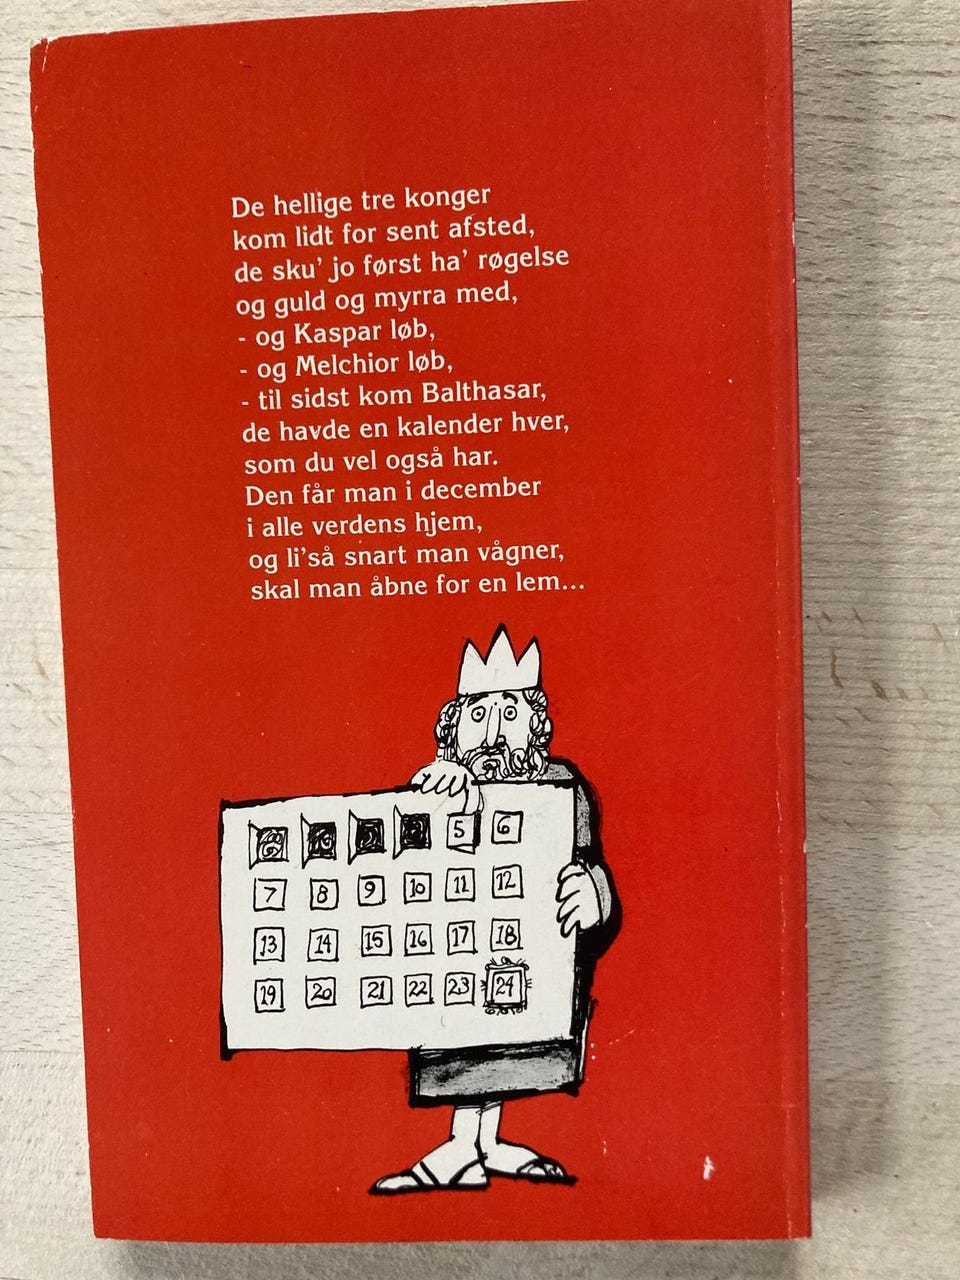 De hellige tre konger
kom lidt for sent afsted,
de sku' jo først ha' røgelse
og guld og myrra med,
- og Kaspar løb,
- og Melchior løb,
- til sidst kom Balthasar,
de havde en kalender hver,
som du vel også har.
Den får man i december
i alle verdens hjem,
og li'så snart man vågner,
skal man åbne for en lem...
5 6
7 8 9 10 11 12
13 14 15 16 17 18
19 20 21 22 23 24